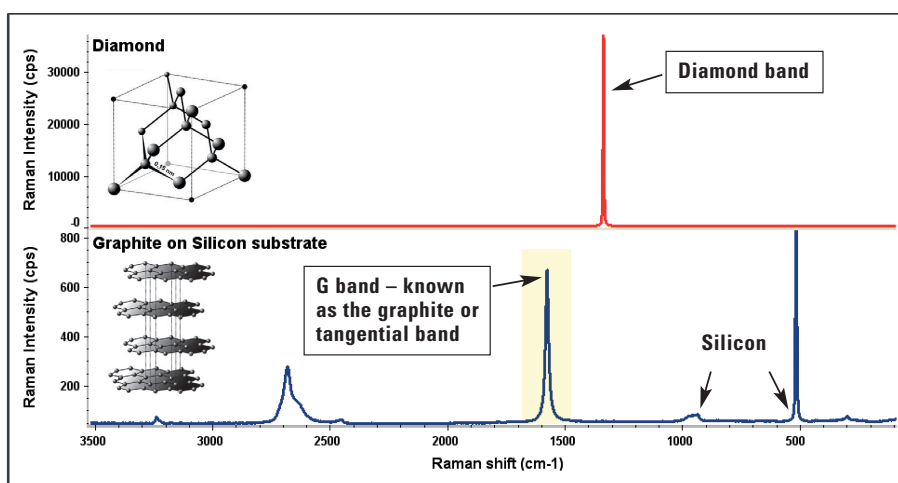 Diamond
Raman Intensity (cps)
30000
20000
10000
-0
0.15 nm
Diamond band
Graphite on Silicon substrate
Raman Intensity (cps)
800
600
400
200
G band – known
as the graphite or
tangential band
Silicon
3500
3000
2500
2000
1500
1000
500
Raman shift (cm-1)